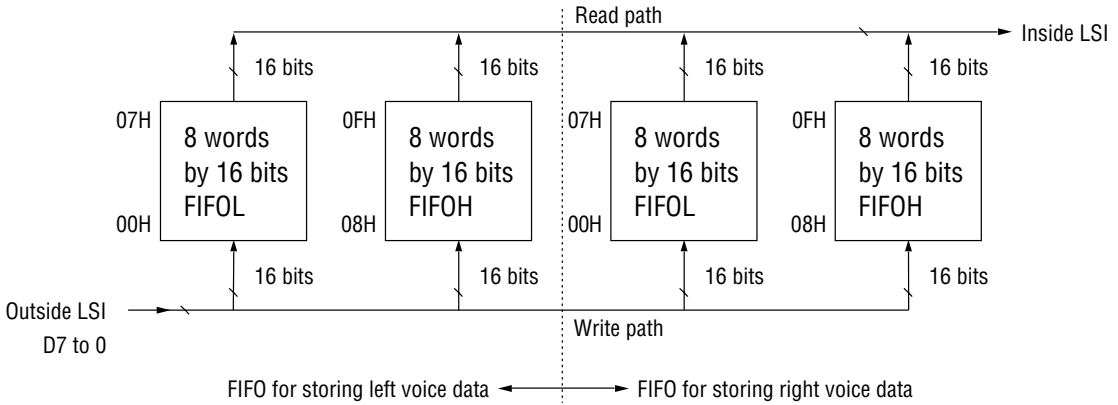 Read path
Inside LSI
16 bits
16 bits
16 bits
16 bits
07H
8 words
by 16 bits
FIFOL
00H
0FH
8 words
by 16 bits
FIFOH
08H
07H
8 words
by 16 bits
FIFOL
00H
0FH
8 words
by 16 bits
FIFOH
08H
16 bits
16 bits
16 bits
16 bits
Outside LSI
D7 to 0
Write path
FIFO for storing left voice data
FIFO for storing right voice data